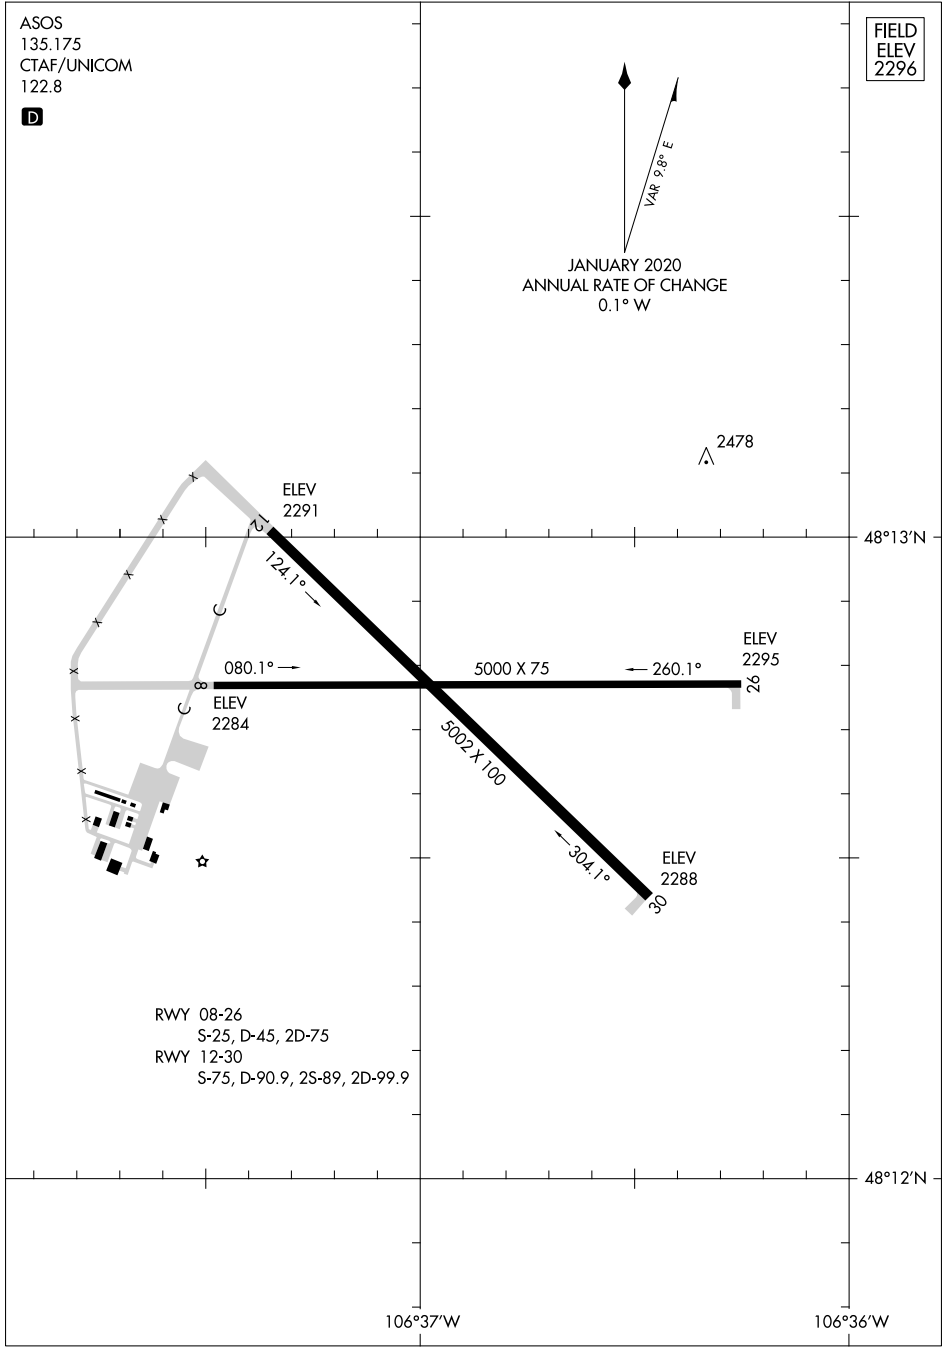 ASOS
135.175
CTAF/UNICOM
122.8
D
FIELD
ELEV
2296
VAR 9.8° E
JANUARY 2020
ANNUAL RATE OF CHANGE
0.1° W
2478
X
X
X
X
X
X
X
X
ELEV
2291
12
124.1°
48°13'N
C
080.1°
5000 X 75
260.1°
ELEV
2295
26
8
ELEV
2284
C
5002 X 100
304.1°
ELEV
2288
30
RWY 08-26
S-25, D-45, 2D-75
RWY 12-30
S-75, D-90.9, 2S-89, 2D-99.9
48°12'N
106°37'W
106°36'W